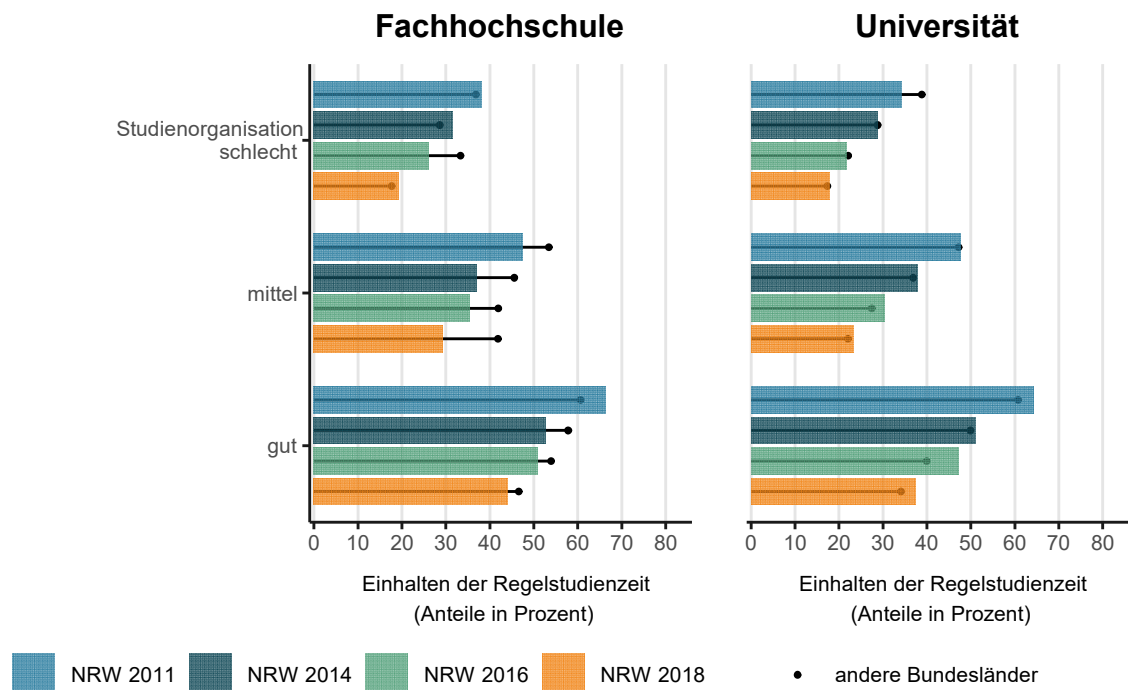 Fachhochschule
Universität
Studienorganisation
schlecht
mittel
gut
0 10 20 30 40 50 60 70 80
0 10 20 30 40 50 60 70 80
Einhalten der Regelstudienzeit
(Anteile in Prozent)
Einhalten der Regelstudienzeit
(Anteile in Prozent)
NRW 2011 NRW 2014 NRW 2016 NRW 2018 andere Bundesländer